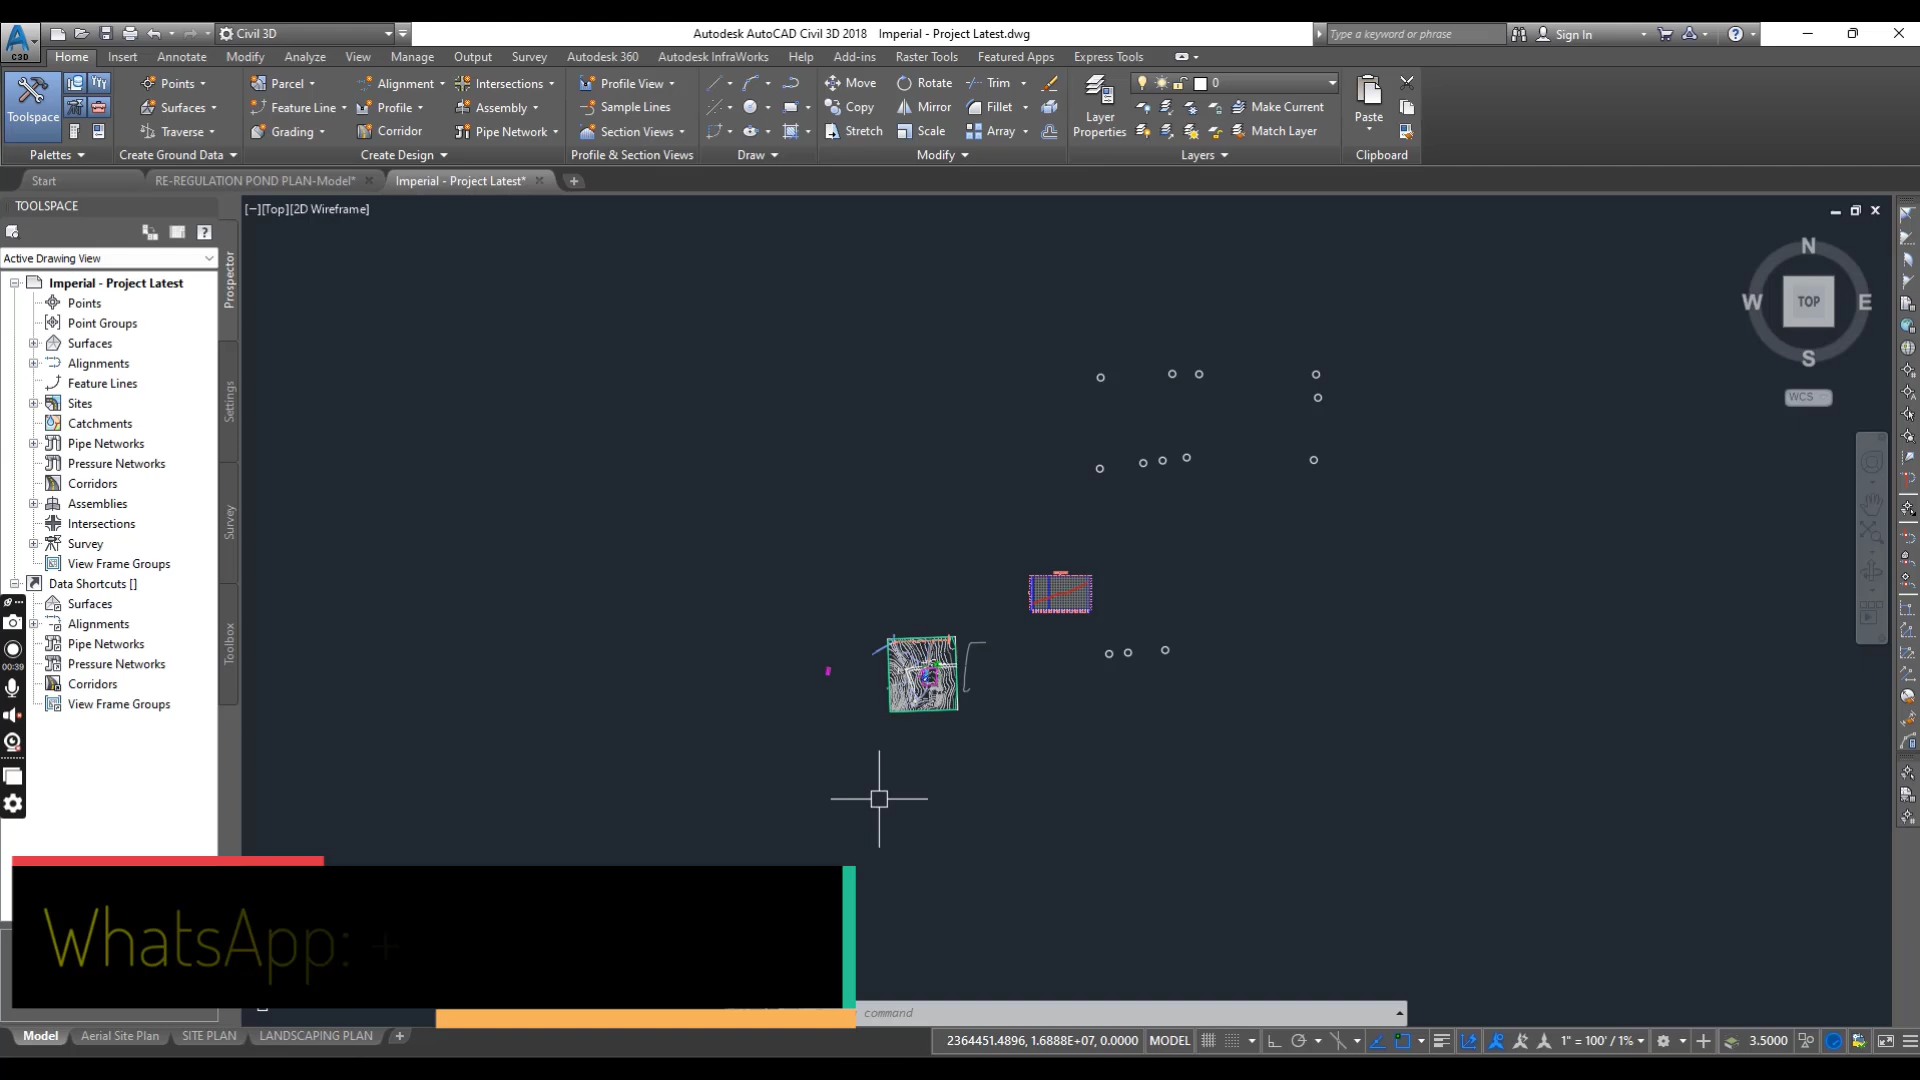 C3D
Civil 3D
Autodesk AutoCAD Civil 3D 2018 Imperial - Project Latest.dwg
Type a keyword or phrase
Sign In
Home Insert Annotate Modify Analyze View Manage Output Survey Autodesk 360 Autodesk InfraWorks Help Add-ins Raster Tools Featured Apps Express Tools
Toolspace
Palettes
Points
Surfaces
Traverse
Create Ground Data
Parcel
Feature Line
Grading
Alignment
Profile
Corridor
Intersections
Assembly
Pipe Network
Create Design
Profile View
Sample Lines
Section Views
Profile & Section Views
Draw
Move
Copy
Stretch
Rotate
Mirror
Scale
Trim
Fillet
Array
Modify
Layer
Properties
0
Make Current
Match Layer
Layers
Paste
Clipboard
Start
RE-REGULATION POND PLAN-Model*
Imperial - Project Latest*
TOOLSPACE
Active Drawing View
Imperial - Project Latest
Points
Point Groups
Surfaces
Alignments
Feature Lines
Sites
Catchments
Pipe Networks
Pressure Networks
Corridors
Assemblies
Intersections
Survey
View Frame Groups
Data Shortcuts []
Surfaces
Alignments
Pipe Networks
Pressure Networks
Corridors
View Frame Groups
Prospector
Settings
Survey
Toolbox
00:39
[−][Top][2D Wireframe]
N
W TOP E
S
WCS
WhatsApp: +
command
Model Aerial Site Plan SITE PLAN LANDSCAPING PLAN
2364451.4896, 1.6888E+07, 0.0000 MODEL 1" = 100' / 1% 3.5000